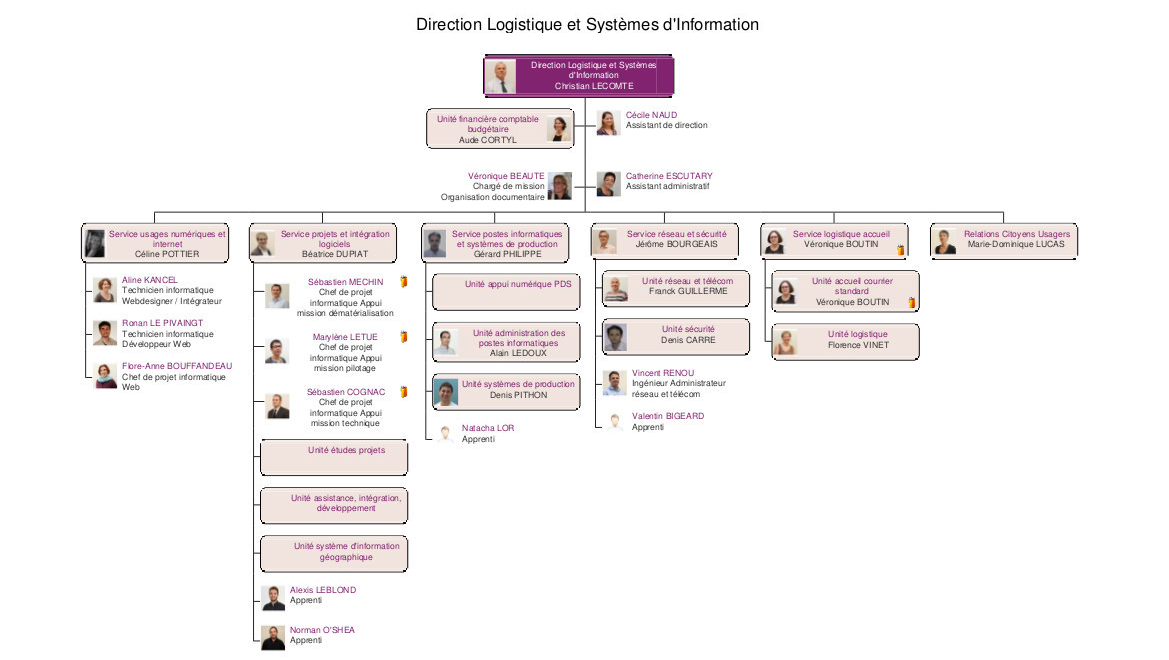 Direction Logistique et Systèmes d'Information
Direction Logistique et Systèmes
d'Information
Christian LECOMTE
Unité financière comptable
budgétaire
Aude CORTYL
Cécile NAUD
Assistant de direction
Véronique BEAUTE
Chargé de mission
Organisation documentaire
Catherine ESCUTARY
Assistant administratif
Service usages numériques et
internet
Céline POTTIER
Aline KANCEL
Technicien informatique
Webdesigner / Intégrateur
Ronan LE PIVAINGT
Technicien informatique
Développeur Web
Flore-Anne BOUFFANDEAU
Chef de projet informatique
Web
Service projets et intégration
logiciels
Béatrice DUPIAT
Sébastien MECHIN
Chef de projet
informatique Appui
mission dématérialisation
Marylène LETUE
Chef de projet
informatique Appui
mission pilotage
Sébastien COGNAC
Chef de projet
informatique Appui
mission technique
Unité études projets
Unité assistance, intégration,
développement
Unité système d'information
géographique
Alexis LEBLOND
Apprenti
Norman O'SHEA
Apprenti
Service postes informatiques
et systèmes de production
Gérard PHILIPPE
Unité appui numérique PDS
Unité administration des
postes informatiques
Alain LEDOUX
Unité systèmes de production
Denis PITHON
Natacha LOR
Apprenti
Service réseau et sécurité
Jérôme BOURGEAIS
Unité réseau et télécom
Franck GUILLERME
Unité sécurité
Denis CARRE
Vincent RENOU
Ingénieur Administrateur
réseau et télécom
Valentin BIGEARD
Apprenti
Service logistique accueil
Véronique BOUTIN
Unité accueil courrier
standard
Véronique BOUTIN
Unité logistique
Florence VINET
Relations Citoyens Usagers
Marie-Dominique LUCAS